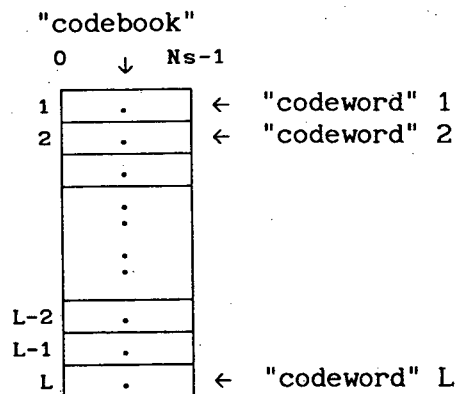 "codebook"
0 ↓ Ns-1
1 ← "codeword" 1
2 ← "codeword" 2
L-2
L-1
L ← "codeword" L